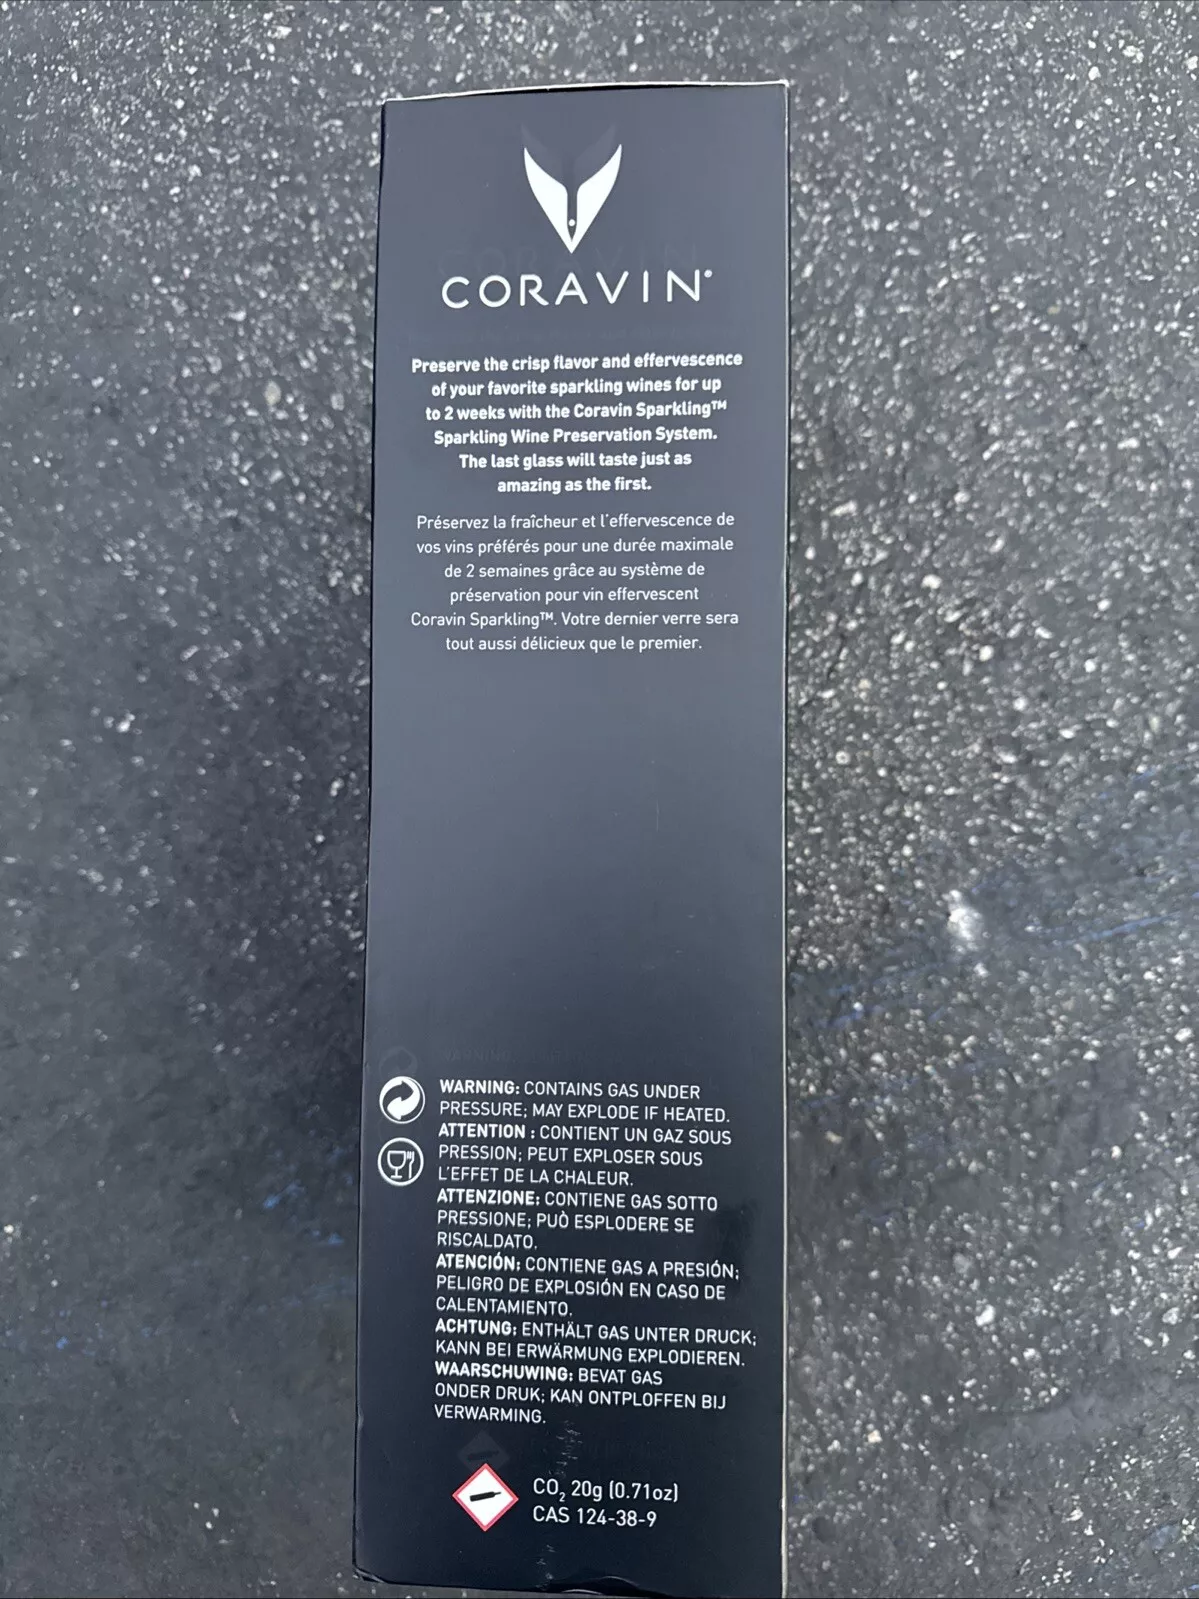 CORAVIN®
Preserve the crisp flavor and effervescence
of your favorite sparkling wines for up
to 2 weeks with the Coravin Sparkling™
Sparkling Wine Preservation System.
The last glass will taste just as
amazing as the first.
Préservez la fraîcheur et l'effervescence de
vos vins préférés pour une durée maximale
de 2 semaines grâce au système de
préservation pour vin effervescent
Coravin Sparkling™. Votre dernier verre sera
tout aussi délicieux que le premier.
WARNING: CONTAINS GAS UNDER
PRESSURE; MAY EXPLODE IF HEATED.
ATTENTION : CONTIENT UN GAZ SOUS
PRESSION; PEUT EXPLOSER SOUS
L'EFFET DE LA CHALEUR.
ATTENZIONE: CONTIENE GAS SOTTO
PRESSIONE; PUÒ ESPLODERE SE
RISCALDATO.
ATENCIÓN: CONTIENE GAS A PRESIÓN;
PELIGRO DE EXPLOSIÓN EN CASO DE
CALENTAMIENTO.
ACHTUNG: ENTHÄLT GAS UNTER DRUCK;
KANN BEI ERWÄRMUNG EXPLODIEREN.
WAARSCHUWING: BEVAT GAS
ONDER DRUK; KAN ONTPLOFFEN BIJ
VERWARMING.
CO₂ 20g (0.71oz)
CAS 124-38-9